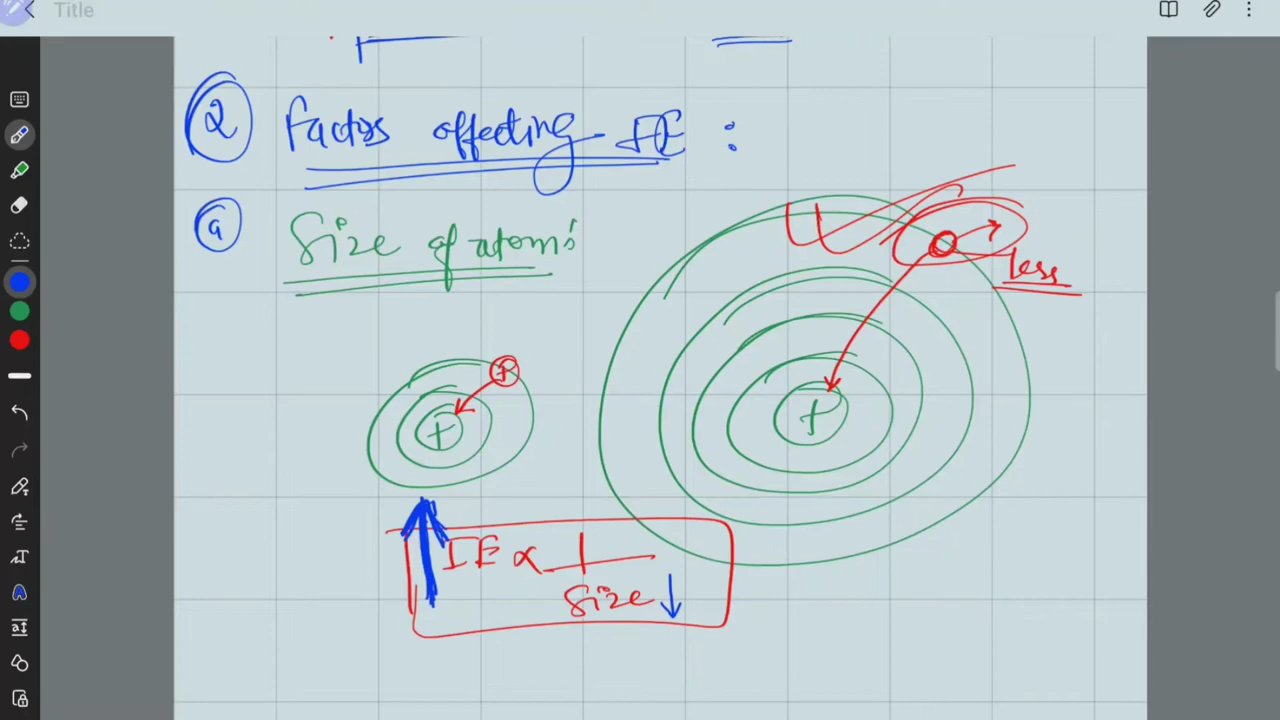 Title
② Factors affecting IE :
ⓐ Size of atoms:
less
+
+
IE ∝ 1
Size ↓